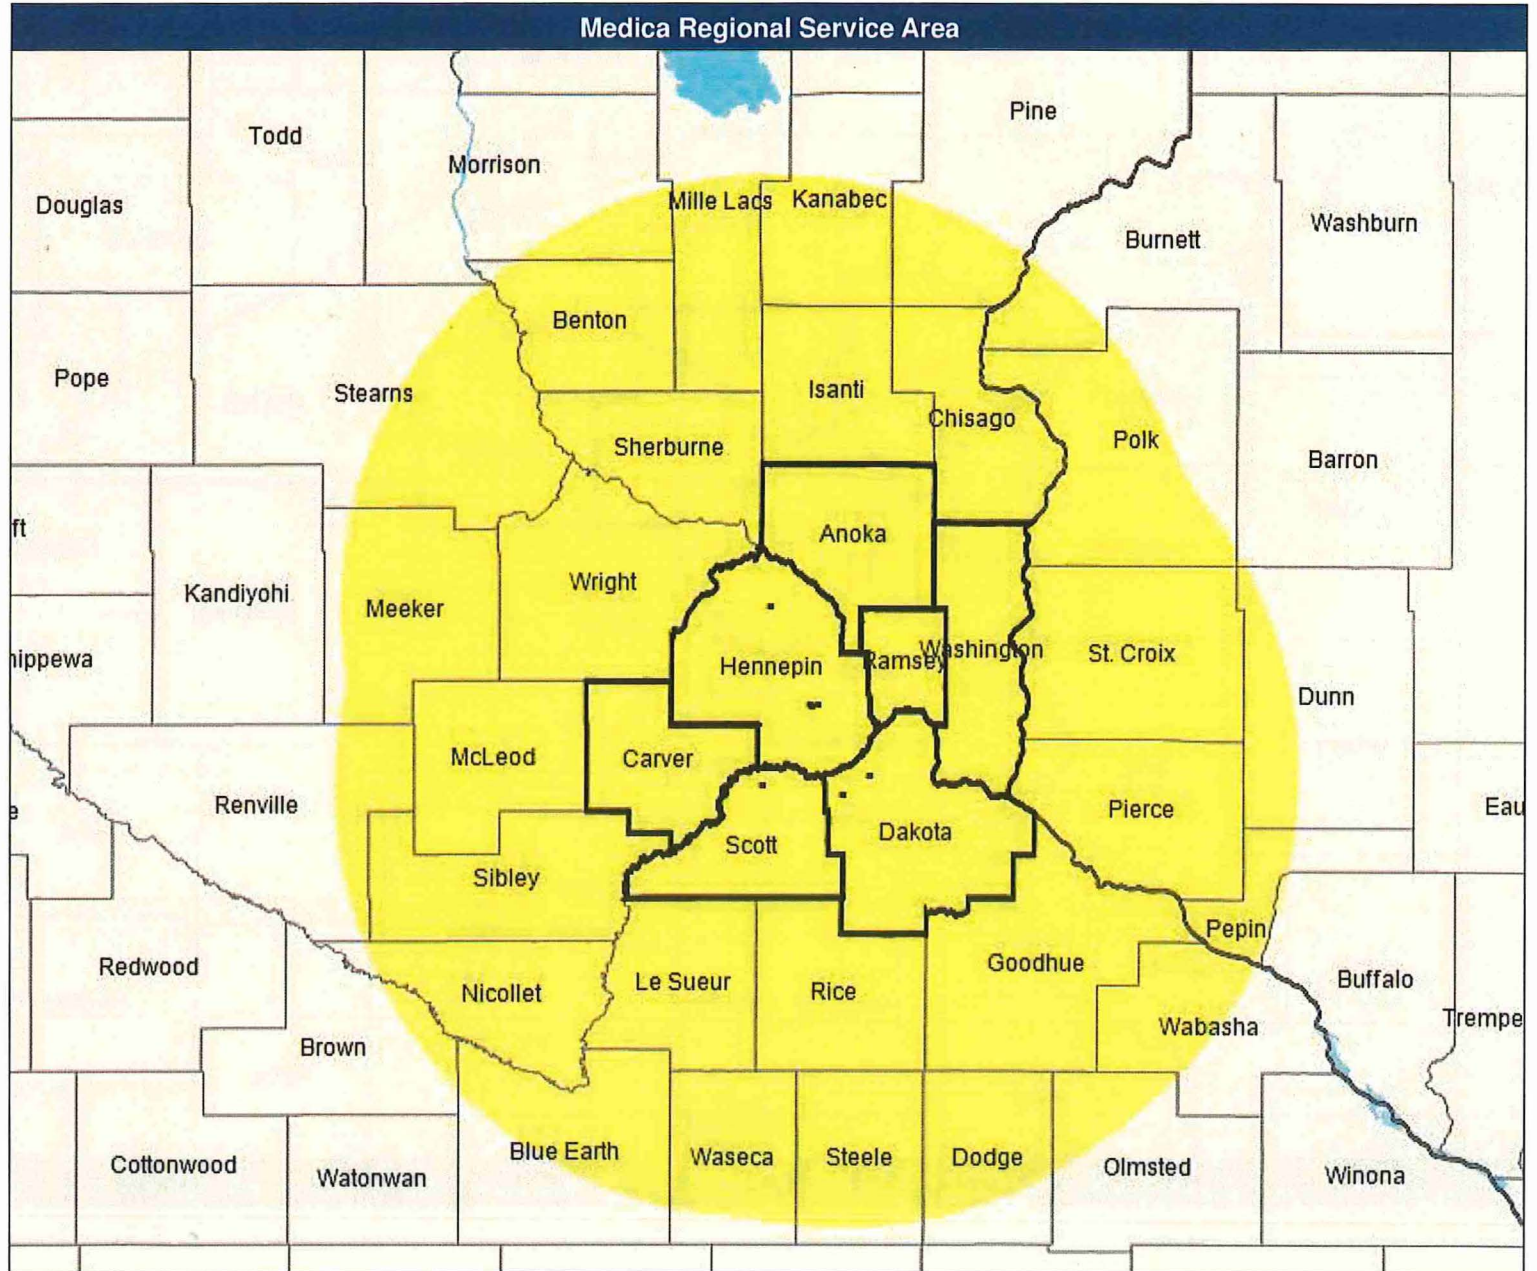 Medica Regional Service Area
Pine
Todd
Morrison
Mille Lacs
Kanabec
Douglas
Washburn
Burnett
Benton
Pope
Stearns
Isanti
Chisago
Polk
Sherburne
Barron
ft
Anoka
Wright
Kandiyohi
Meeker
Washington
St. Croix
hippewa
Hennepin
Ramsey
Dunn
McLeod
Carver
Renville
e
Pierce
Eau
Scott
Dakota
Sibley
Pepin
Redwood
Goodhue
Buffalo
Le Sueur
Rice
Nicollet
Trempe
Wabasha
Brown
Blue Earth
Waseca
Steele
Dodge
Cottonwood
Olmsted
Watonwan
Winona